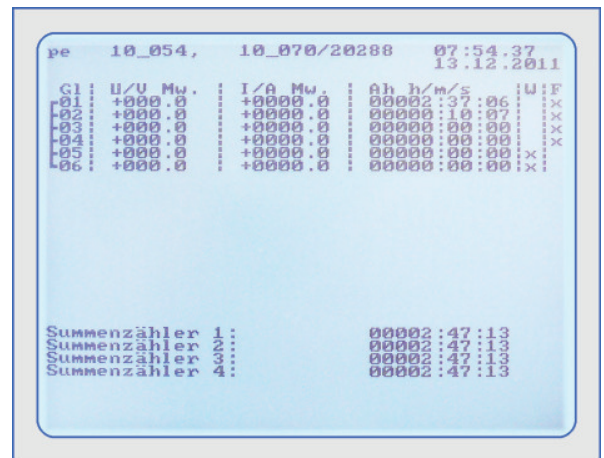 pe 10_054, 10_070/20288 07:54.37
13.12.2011
Gl¦ U/V Mw. ¦ I/A Mw. ¦ Ah h/m/s ¦W¦F
01¦ +000.0 ¦ +0000.0 ¦ 00002:37:06¦ ¦x
02¦ +000.0 ¦ +0000.0 ¦ 00000:10:07¦ ¦x
03¦ +000.0 ¦ +0000.0 ¦ 00000:00:00¦ ¦x
04¦ +000.0 ¦ +0000.0 ¦ 00000:00:00¦ ¦x
05¦ +000.0 ¦ +0000.0 ¦ 00000:00:00¦x¦
06¦ +000.0 ¦ +0000.0 ¦ 00000:00:00¦x¦
Summenzähler 1: 00002:47:13
Summenzähler 2: 00002:47:13
Summenzähler 3: 00002:47:13
Summenzähler 4: 00002:47:13